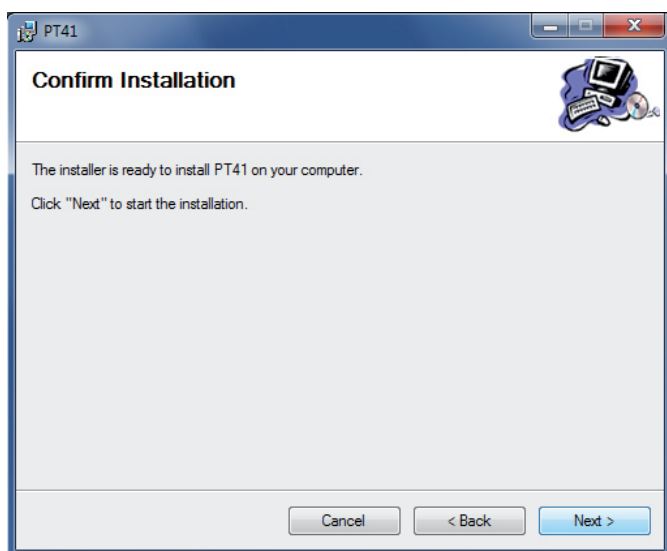 PT41
Confirm Installation
The installer is ready to install PT41 on your computer.
Click "Next" to start the installation.
Cancel
< Back
Next >